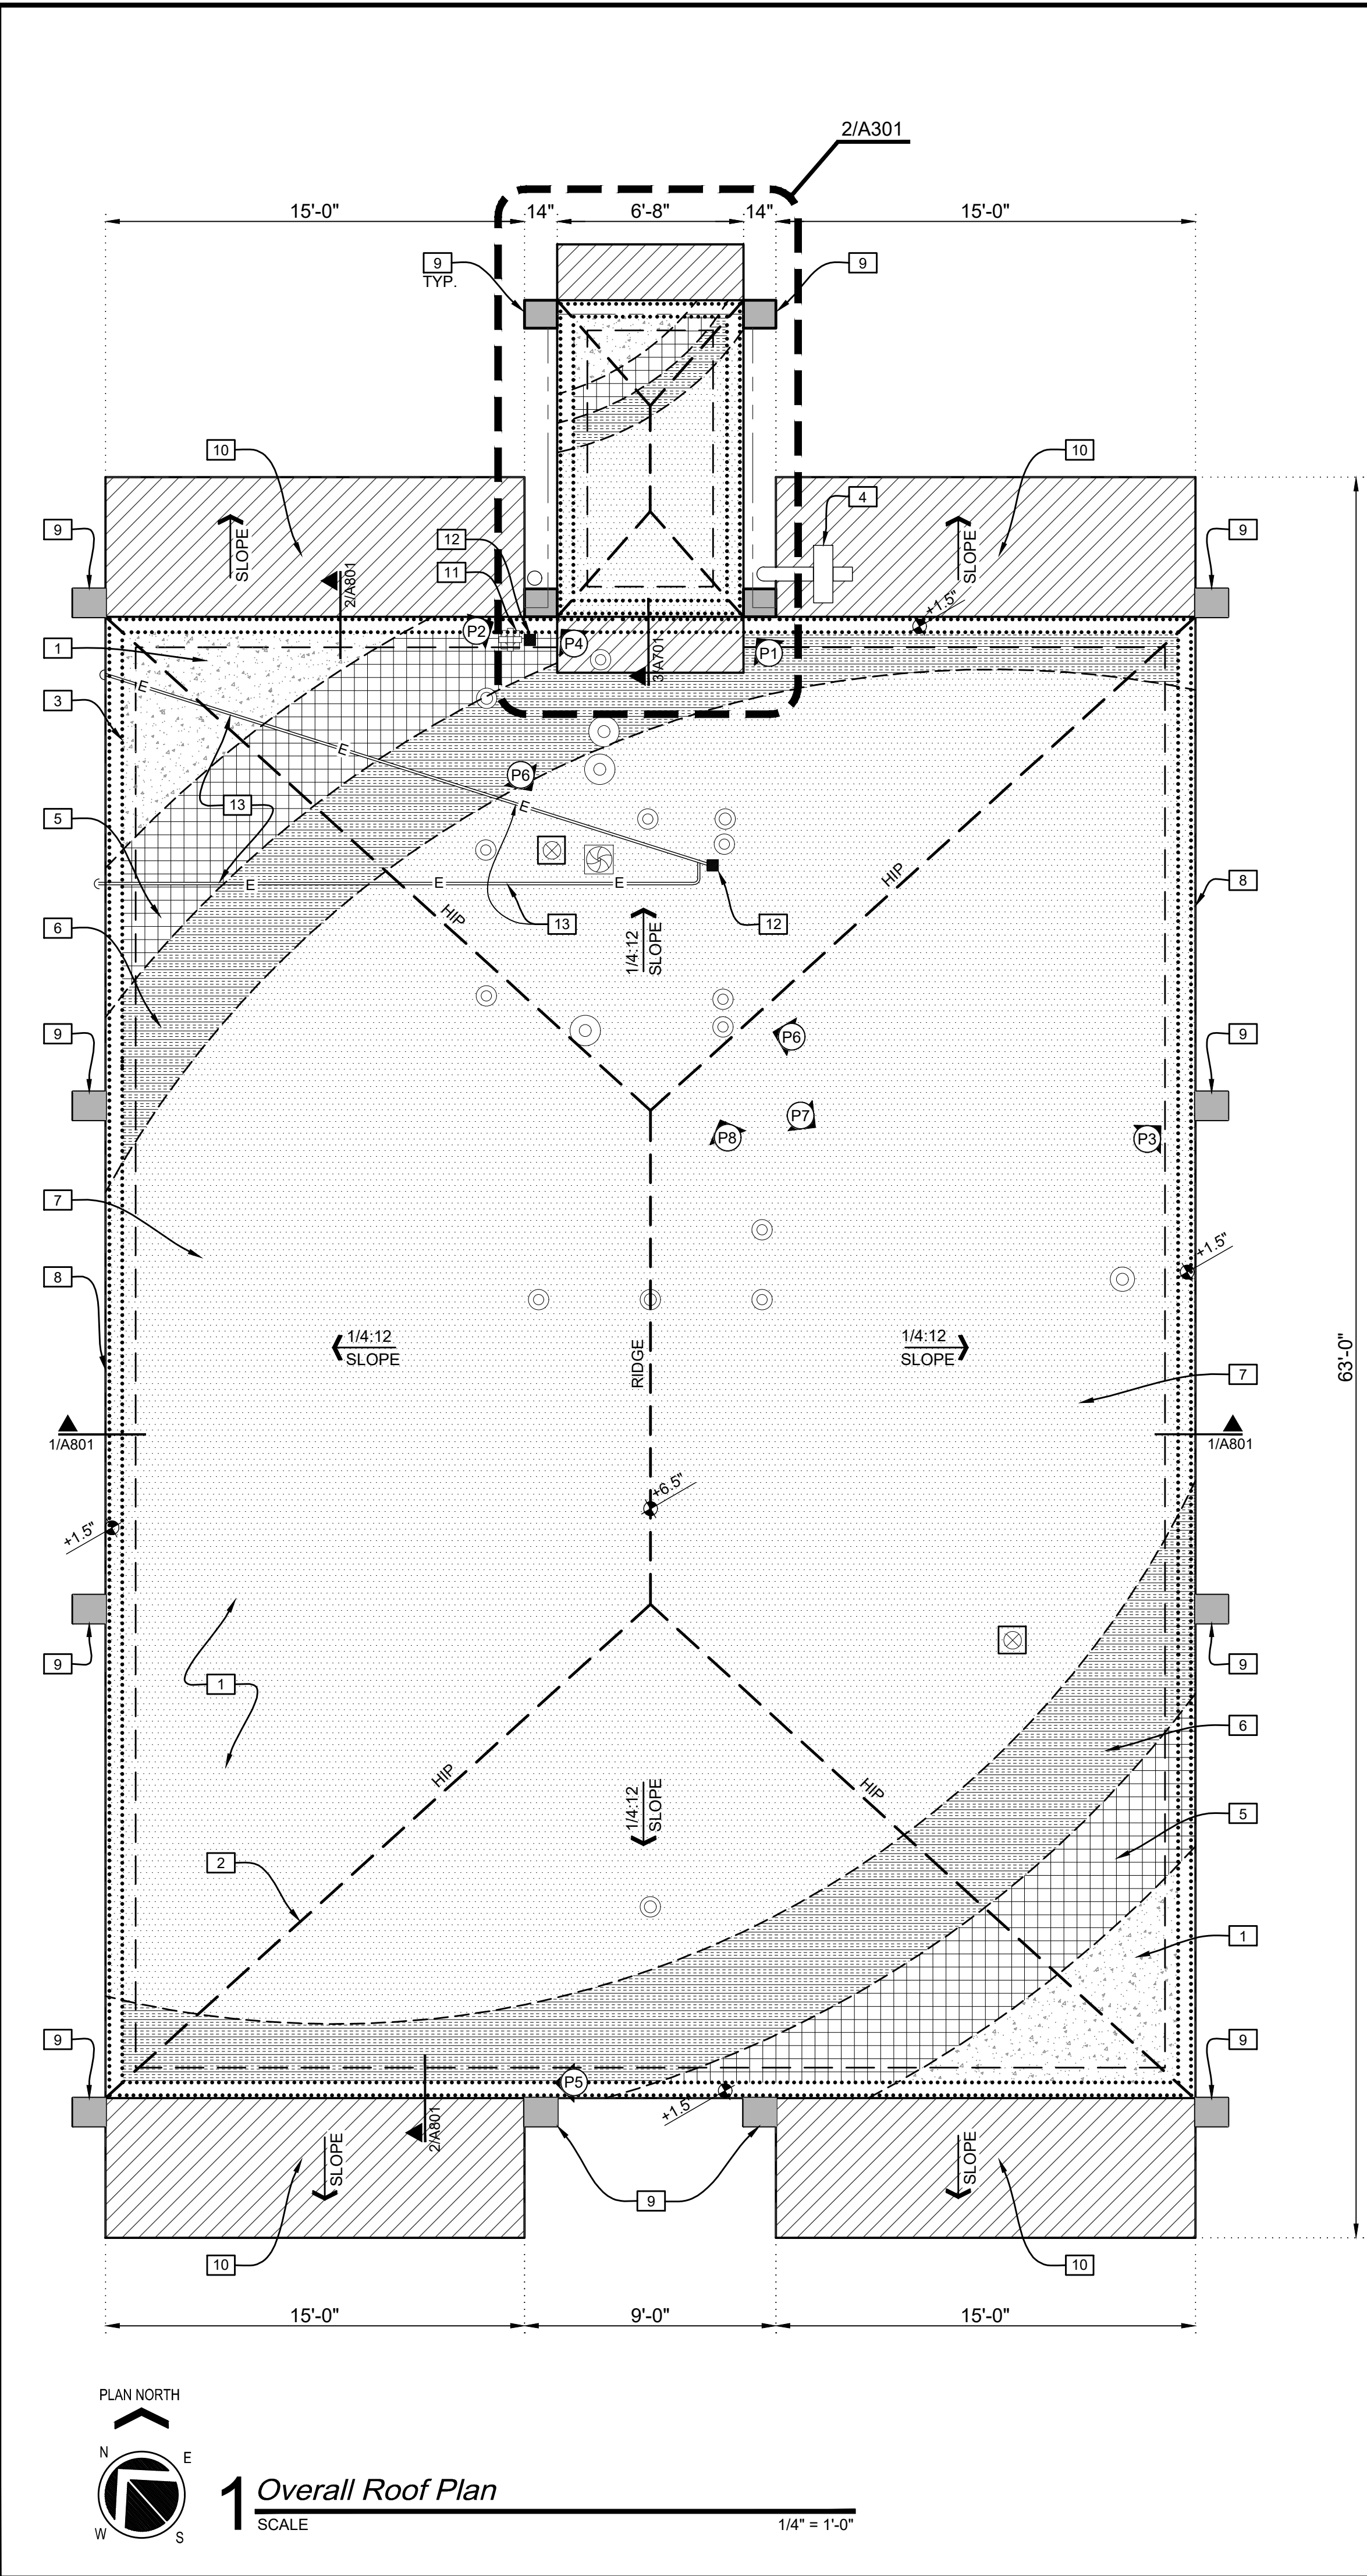 2/A301
15'-0"
14"
6'-8"
14"
15'-0"
9
TYP.
9
10
10
4
9
SLOPE
12
SLOPE
9
11
2/A801
+1.5"
P2
P4
P1
1
3/A701
E
3
E
P6
13
E
5
E
E
E
HIP
8
HIP
13
12
6
1/4:12
SLOPE
9
P6
9
P7
P8
P3
7
+1.5"
8
1/4:12
SLOPE
1/4:12
SLOPE
RIDGE
63'-0"
7
1/A801
1/A801
+6.5"
+1.5"
9
9
1
6
HIP
HIP
1/4:12
SLOPE
5
2
1
9
9
P5
+1.5"
2/A801
SLOPE
SLOPE
9
10
10
15'-0"
9'-0"
15'-0"
PLAN NORTH
N
E
W
S
1
Overall Roof Plan
SCALE
1/4" = 1'-0"